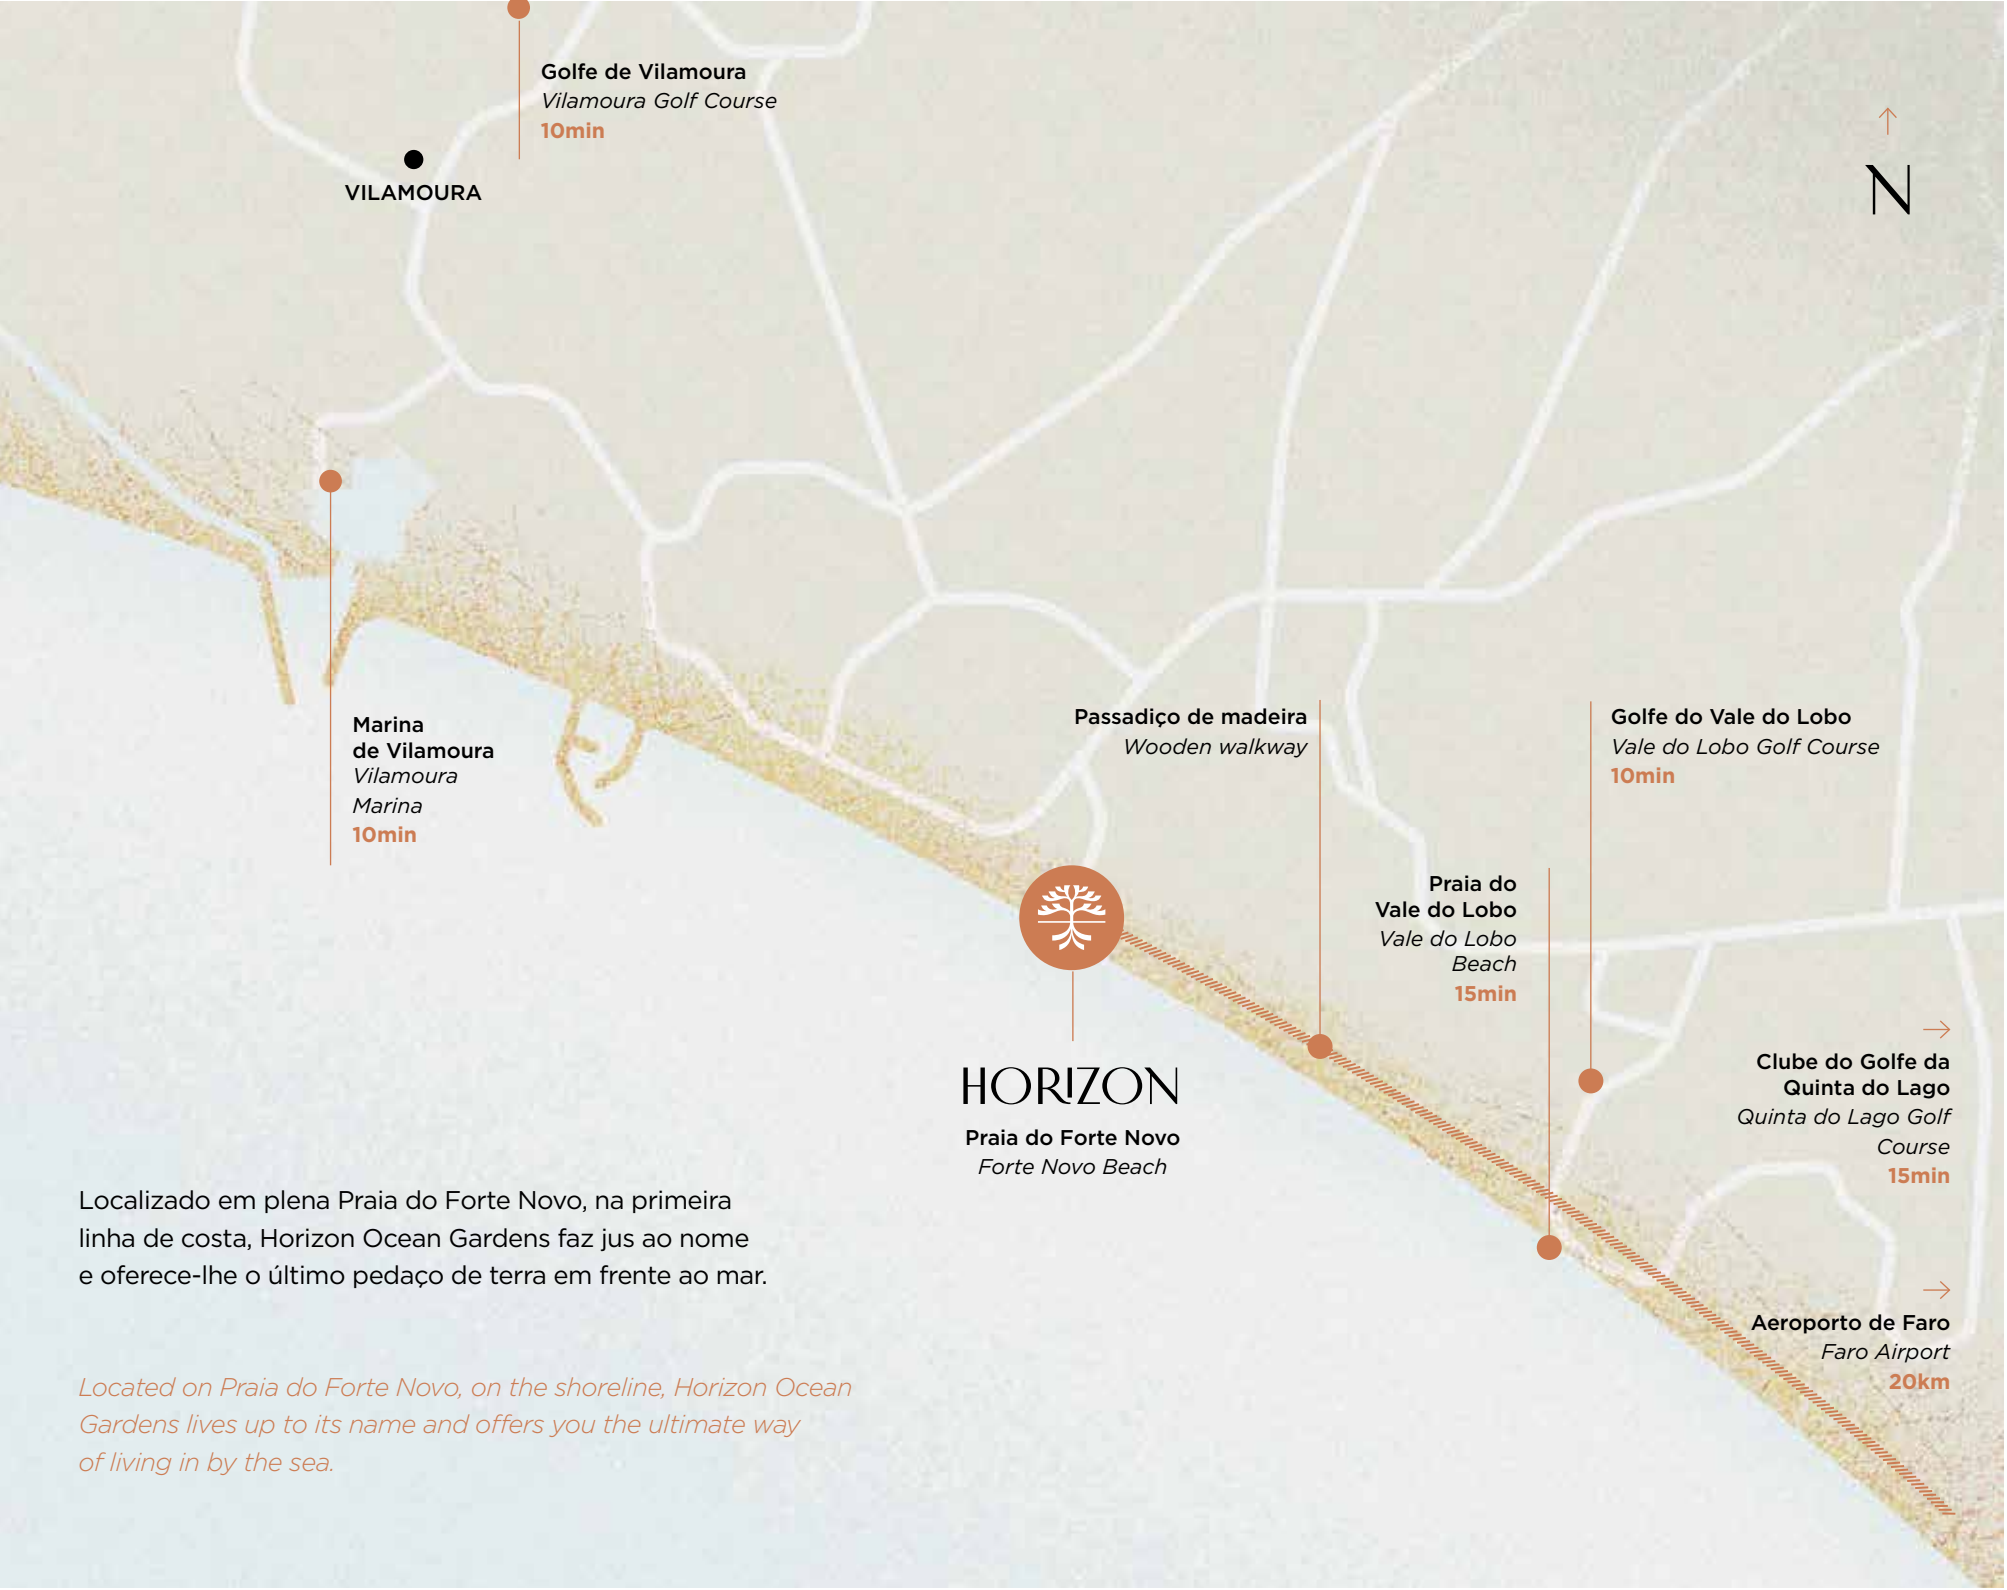 Golfe de Vilamoura
Vilamoura Golf Course
10min
VILAMOURA
N
Marina
de Vilamoura
Vilamoura
Marina
10min
Passadiço de madeira
Wooden walkway
Golfe do Vale do Lobo
Vale do Lobo Golf Course
10min
Praia do
Vale do Lobo
Vale do Lobo
Beach
15min
Clube do Golfe da
Quinta do Lago
Quinta do Lago Golf
Course
15min
HORIZON
Praia do Forte Novo
Forte Novo Beach
Aeroporto de Faro
Faro Airport
20km
Localizado em plena Praia do Forte Novo, na primeira
linha de costa, Horizon Ocean Gardens faz jus ao nome
e oferece-lhe o último pedaço de terra em frente ao mar.
Located on Praia do Forte Novo, on the shoreline, Horizon Ocean
Gardens lives up to its name and offers you the ultimate way
of living in by the sea.